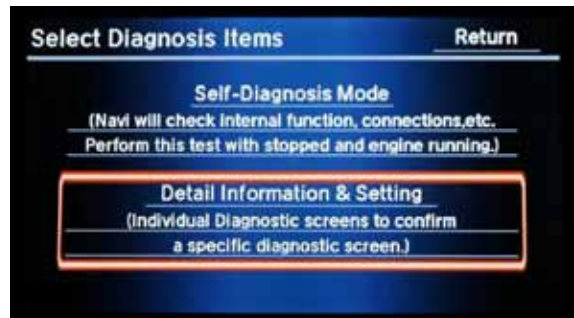 Select Diagnosis Items
Return
Self-Diagnosis Mode
(Navi will check internal function, connections,etc.
Perform this test with stopped and engine running.)
Detail Information & Setting
(Individual Diagnostic screens to confirm
a specific diagnostic screen.)